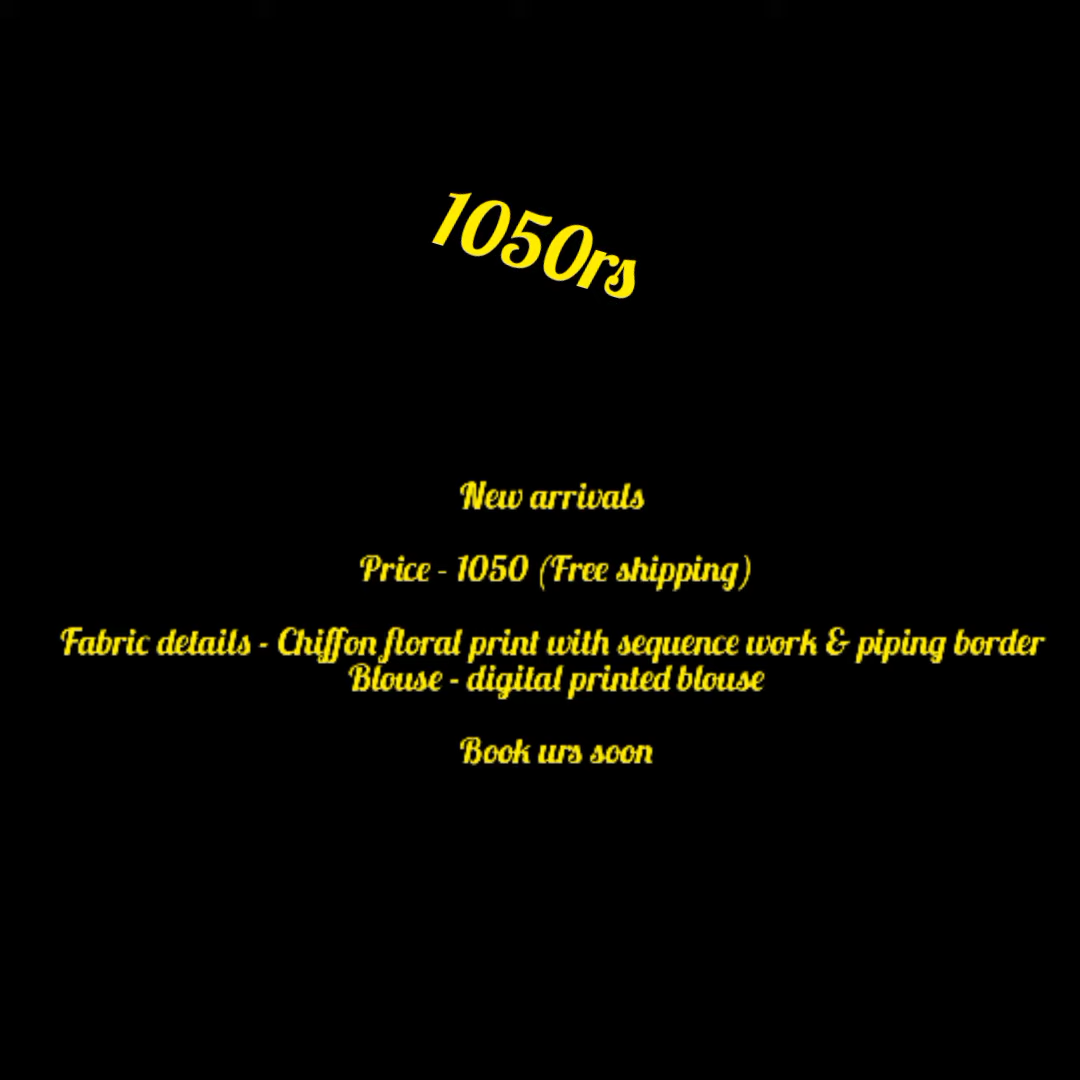 1050rs
New arrivals
Price - 1050 (Free shipping)
Fabric details - Chiffon floral print with sequence work & piping border
Blouse - digital printed blouse
Book urs soon